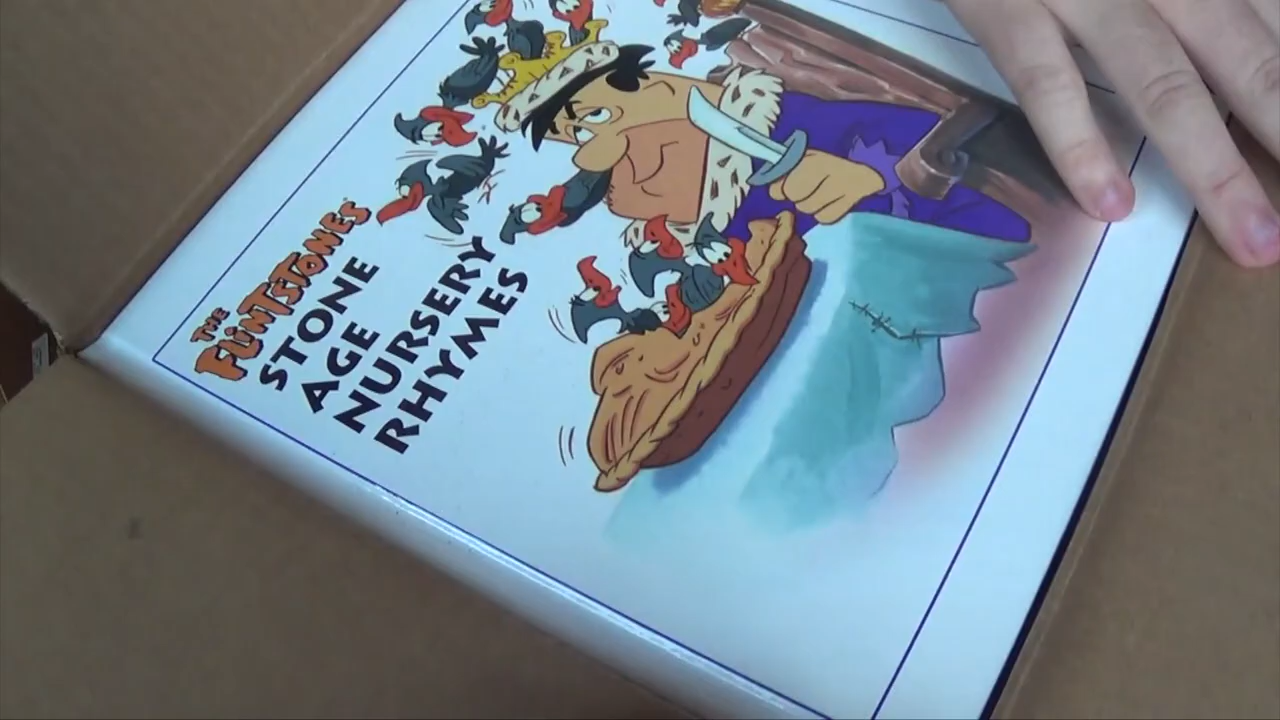 THE
FLINTSTONES
STONE
AGE
NURSERY
RHYMES